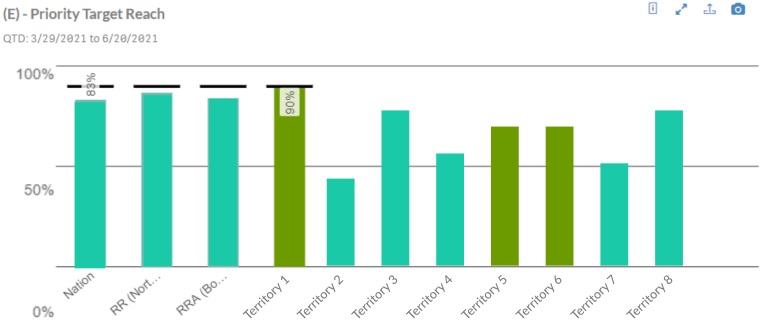 (E) - Priority Target Reach
QTD: 3/29/2021 to 6/20/2021
100%
50%
0%
83%
90%
Nation
RR (Nort...
RRA (Bo...
Territory 1
Territory 2
Territory 3
Territory 4
Territory 5
Territory 6
Territory 7
Territory 8